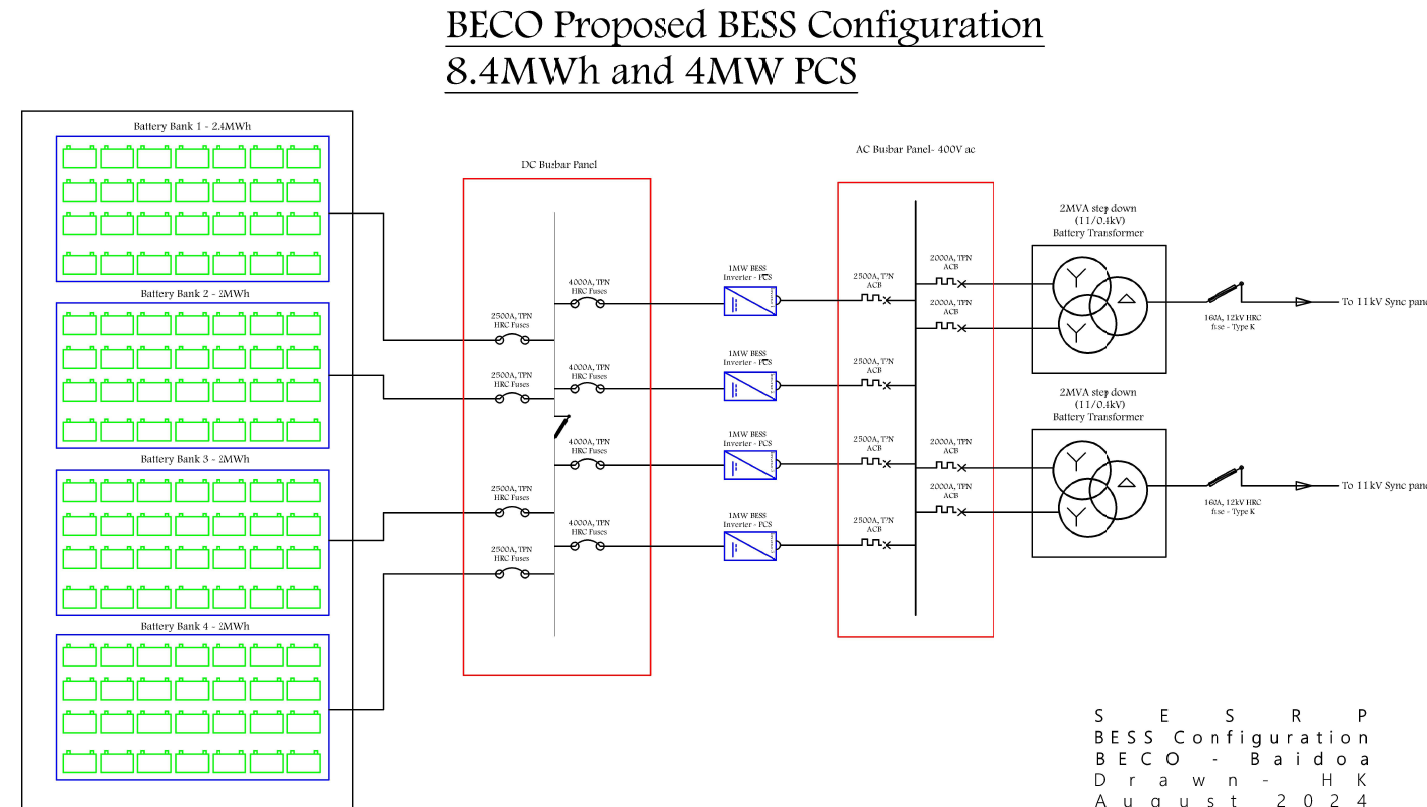 BECO Proposed BESS Configuration
8.4MWh and 4MW PCS
Battery Bank 1 - 2.4MWh
Battery Bank 2 - 2MWh
Battery Bank 3 - 2MWh
Battery Bank 4 - 2MWh
DC Busbar Panel
2500A, TPN
HRC Fuses
2500A, TPN
HRC Fuses
2500A, TPN
HRC Fuses
2500A, TPN
HRC Fuses
4000A, TPN
HRC Fuses
4000A, TPN
HRC Fuses
4000A, TPN
HRC Fuses
4000A, TPN
HRC Fuses
1MW BESS
Inverter - PCS
1MW BESS
Inverter - PCS
1MW BESS
Inverter - PCS
1MW BESS
Inverter - PCS
AC Busbar Panel- 400V ac
2500A, TPN
ACB
2500A, TPN
ACB
2500A, TPN
ACB
2500A, TPN
ACB
2000A, TPN
ACB
2000A, TPN
ACB
2000A, TPN
ACB
2000A, TPN
ACB
2MVA step down
(11/0.4kV)
Battery Transformer
2MVA step down
(11/0.4kV)
Battery Transformer
160A, 12kV HRC
fuse - Type K
160A, 12kV HRC
fuse - Type K
To 11kV Sync pane
To 11kV Sync pane
SESRP
BESS Configuration
BECO - Baidoa
Drawn- HK
August 2024